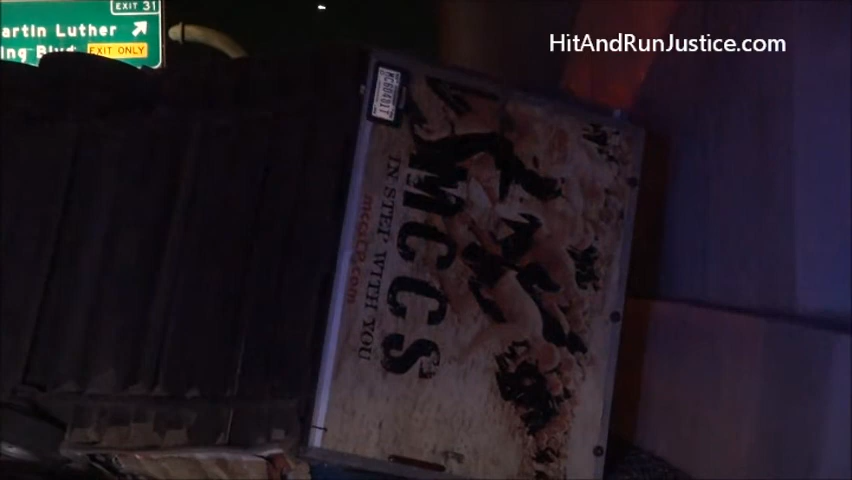 EXIT 31
artin Luther
ing Blvd EXIT ONLY
HitAndRunJustice.com
MCCS
IN STEP WITH YOU
mccsCP.com